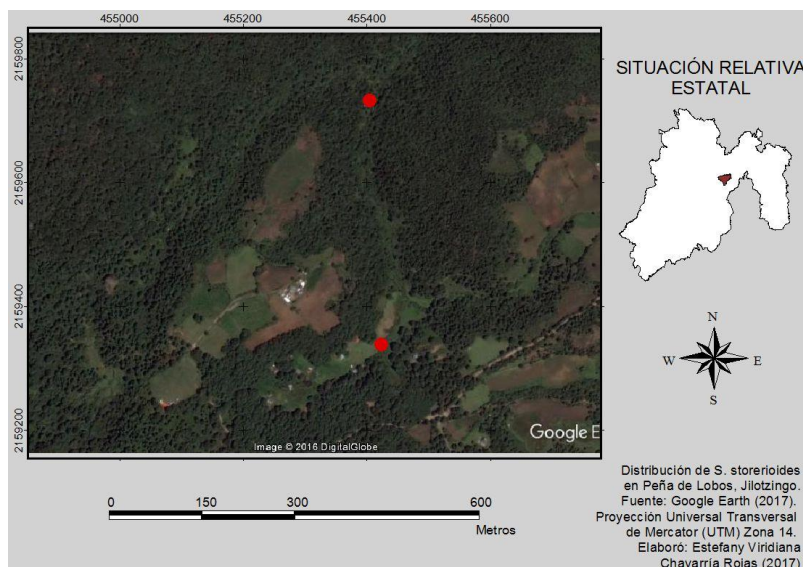 455000 455200 455400 455600
2159800
2159600
2159400
2159200
Image © 2016 DigitalGlobe
Google E
SITUACIÓN RELATIVA
ESTATAL
N
W E
S
0 150 300 600
Metros
Distribución de S. storerioides
en Peña de Lobos, Jilotzingo.
Fuente: Google Earth (2017).
Proyección Universal Transversal
de Mercator (UTM) Zona 14.
Elaboró: Estefany Viridiana
Chavarría Rojas (2017)